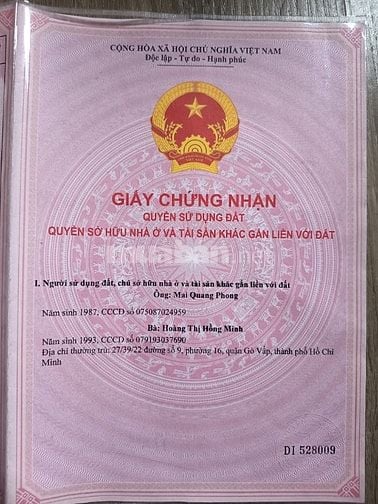 CỘNG HÒA XÃ HỘI CHỦ NGHĨA VIỆT NAM
Độc lập - Tự do - Hạnh phúc
GIẤY CHỨNG NHẬN
QUYỀN SỬ DỤNG ĐẤT
QUYỀN SỞ HỮU NHÀ Ở VÀ TÀI SẢN KHÁC GẮN LIỀN VỚI ĐẤT
I. Người sử dụng đất, chủ sở hữu nhà ở và tài sản khác gắn liền với đất
Ông: Mai Quang Phong
Năm sinh 1987, CCCD số 075087024959
Bà: Hoàng Thị Hồng Minh
Năm sinh 1993, CCCD số 079193037690
Địa chỉ thường trú: 27/39/22 đường số 9, phường 16, quận Gò Vấp, thành phố Hồ Chí
Minh
DI 528009